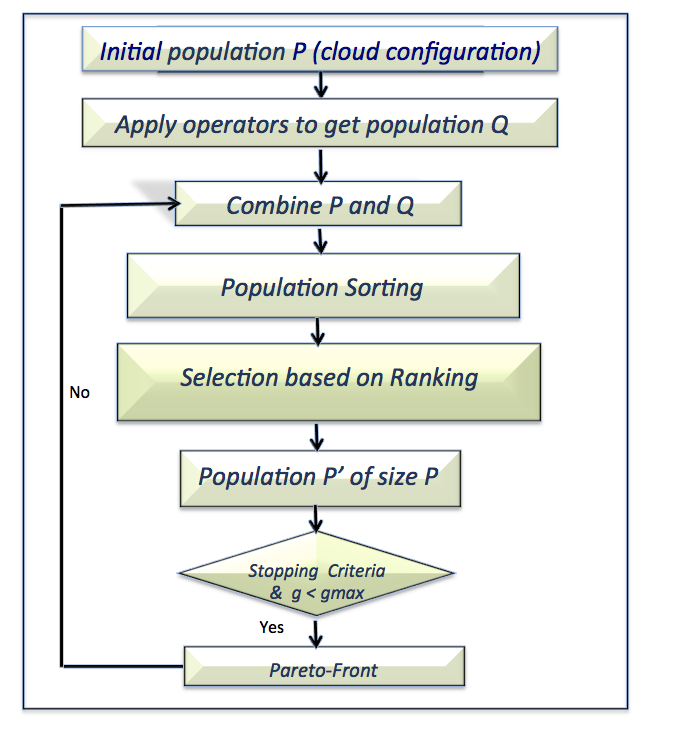 Initial population P (cloud configuration)
Apply operators to get population Q
Combine P and Q
Population Sorting
Selection based on Ranking
No
Population P’ of size P
Stopping Criteria
& g < gmax
Yes
Pareto-Front